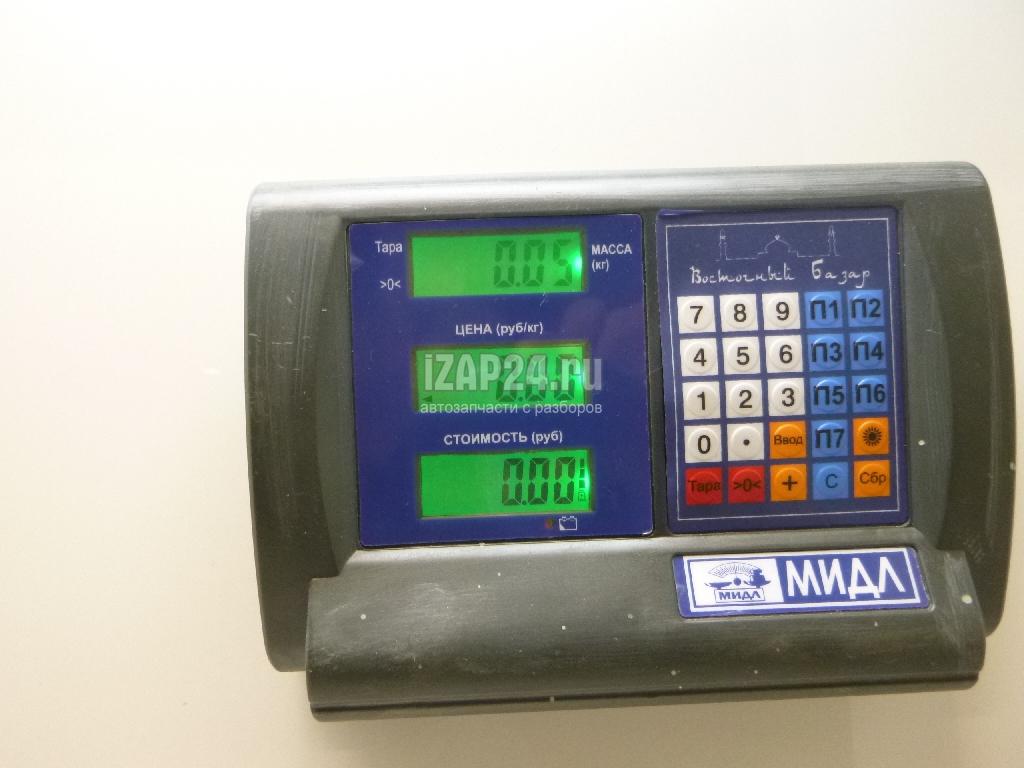 Тара
0.05
МАССА
(кг)
>0<
ЦЕНА (руб/кг)
0.00
iZAP24.ru
автозапчасти с разборов
СТОИМОСТЬ (руб)
0.00
Восточный Базар
7 8 9 П1 П2
4 5 6 П3 П4
1 2 3 П5 П6
0 . Ввод П7
Тара >0< + С Сбр
МИДЛ
МИДЛ